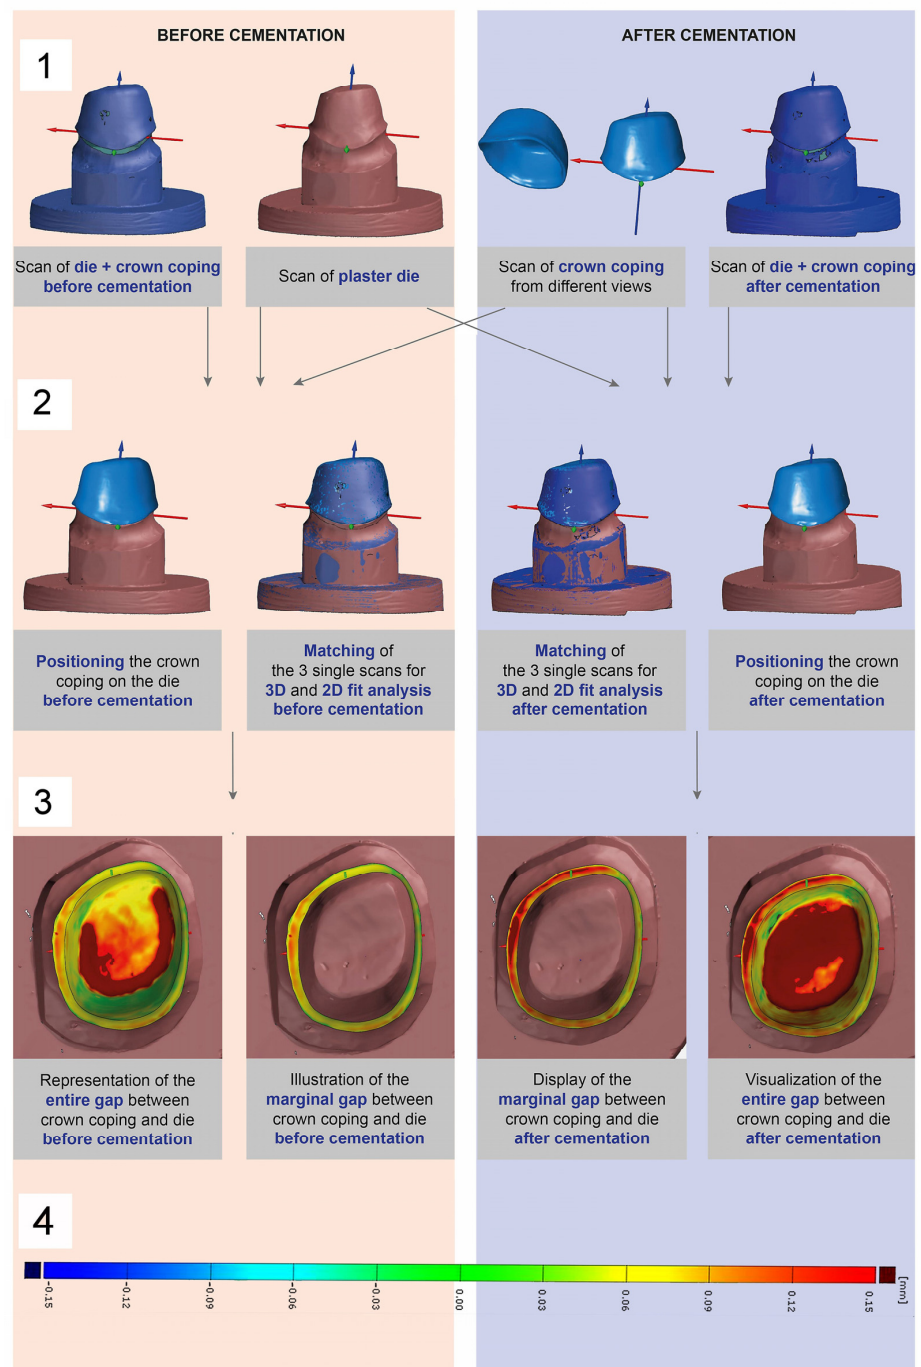 BEFORE CEMENTATION
AFTER CEMENTATION
1
Scan of die + crown coping
before cementation
Scan of plaster die
Scan of crown coping
from different views
Scan of die + crown coping
after cementation
2
Positioning the crown
coping on the die
before cementation
Matching of
the 3 single scans for
3D and 2D fit analysis
before cementation
Matching of
the 3 single scans for
3D and 2D fit analysis
after cementation
Positioning the crown
coping on the die
after cementation
3
Representation of the
entire gap between
crown coping and die
before cementation
Illustration of the
marginal gap between
crown coping and die
before cementation
Display of the
marginal gap between
crown coping and die
after cementation
Visualization of the
entire gap between
crown coping and die
after cementation
4
-0.15
-0.12
-0.09
-0.06
-0.03
0.00
0.03
0.06
0.09
0.12
0.15
[mm]